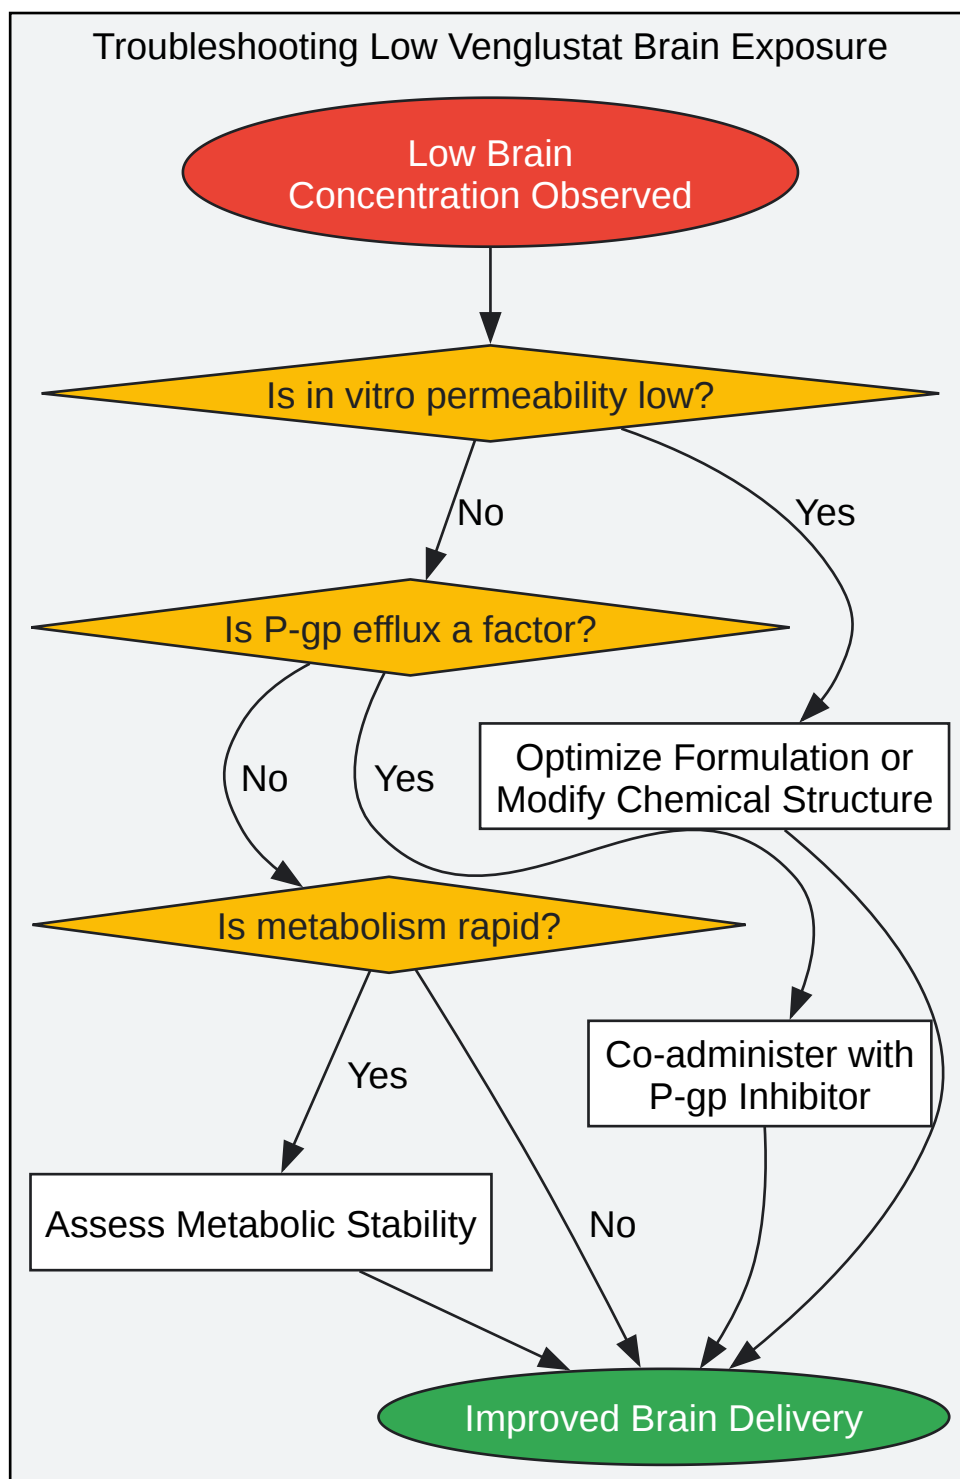 Troubleshooting Low Venglustat Brain Exposure
Low Brain
Concentration Observed
Is in vitro permeability low?
No
Yes
Is P-gp efflux a factor?
No
Yes
Optimize Formulation or
Modify Chemical Structure
Is metabolism rapid?
Co-administer with
P-gp Inhibitor
Yes
Assess Metabolic Stability
No
Improved Brain Delivery